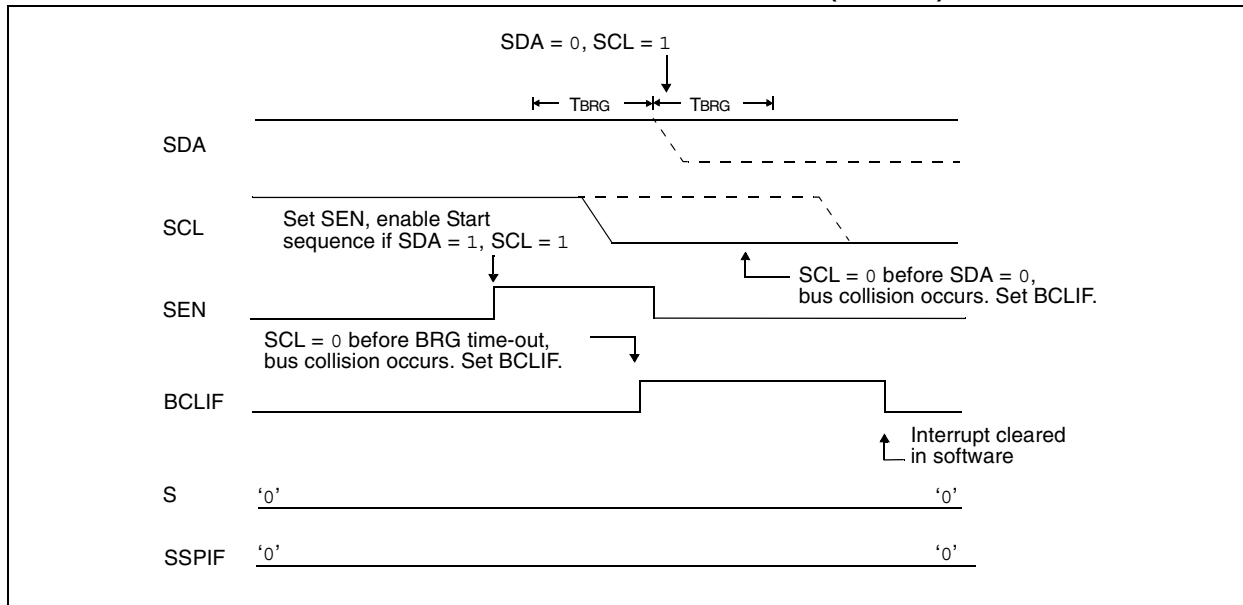 SDA = 0, SCL = 1
TBRG TBRG
SDA
SCL
Set SEN, enable Start
sequence if SDA = 1, SCL = 1
SCL = 0 before SDA = 0,
bus collision occurs. Set BCLIF.
SEN
SCL = 0 before BRG time-out,
bus collision occurs. Set BCLIF.
BCLIF
Interrupt cleared
in software
S ‘0’ ‘0’
SSPIF ‘0’ ‘0’